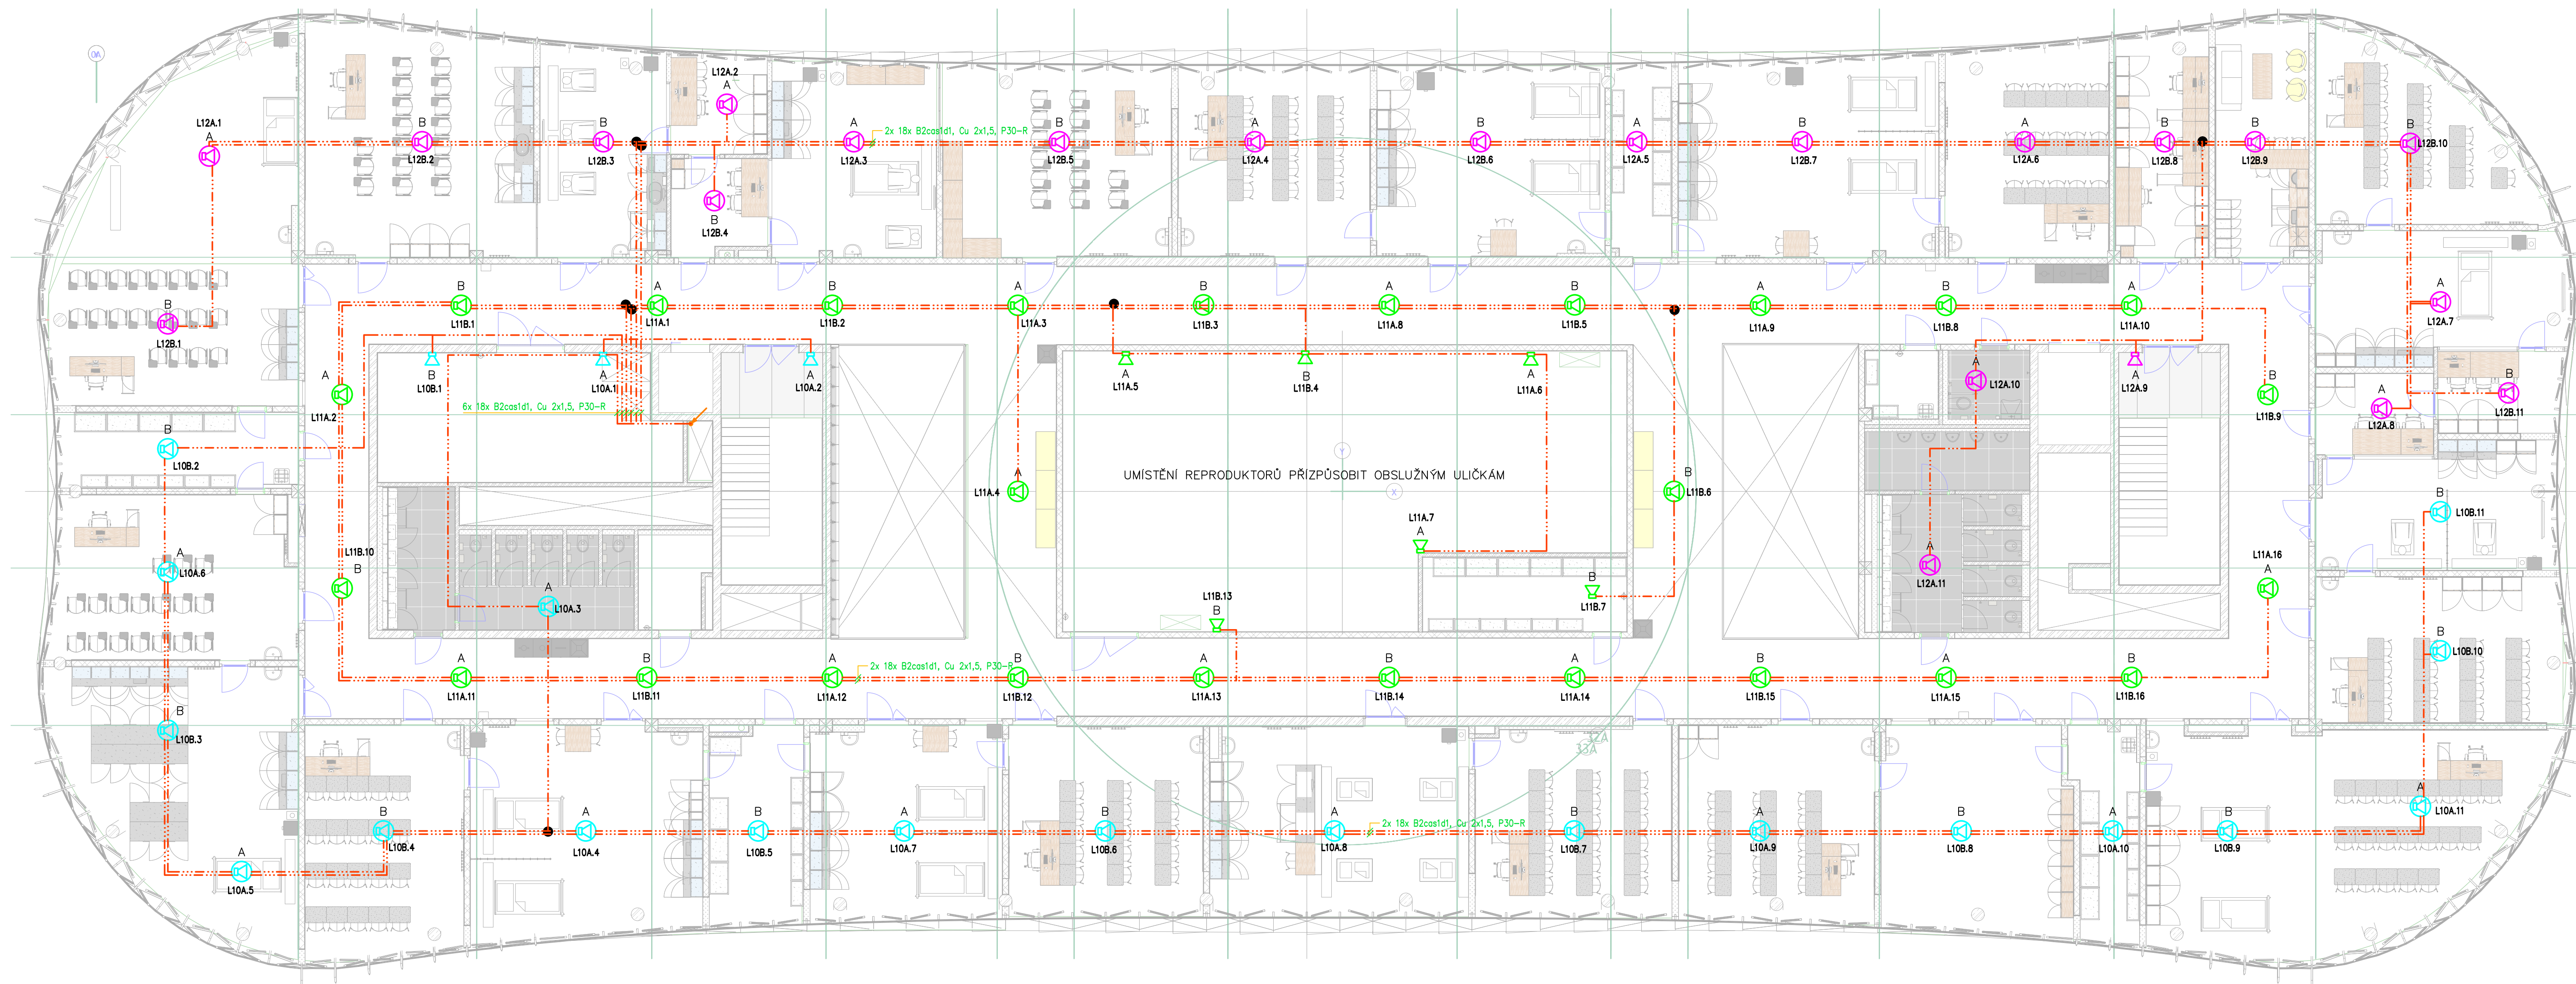 A0
L12A.1
A
B
L12B.2
B
L12B.3
L12A.2
A
B
L12B.4
A
L12A.3
2x 18x B2cas1d1, Cu 2x1,5, P30-R
B
L12B.5
A
L12A.4
B
L12B.6
A
L12A.5
B
L12B.7
A
L12A.6
B
L12B.8
B
L12B.9
B
L12B.10
B
L12B.1
B
L11B.1
A
L11A.1
B
L11B.2
A
L11A.3
B
L11B.3
A
L11A.8
B
L11B.5
A
L11A.9
B
L11B.8
A
L11A.10
A
L12A.7
B
L10B.1
A
L10A.1
A
L10A.2
A
L11A.5
B
L11B.4
A
L11A.6
A
L12A.10
A
L12A.9
B
L11B.9
A
L12A.8
B
L12B.11
A
L11A.2
6x 18x B2cas1d1, Cu 2x1,5, P30-R
B
L10B.2
Y
UMÍSTĚNÍ REPRODUKTORŮ PŘÍZPŮSOBIT OBSLUŽNÝM ULIČKÁM
X
A
L11A.4
B
L11B.6
B
L10B.11
L11A.7
A
A
L10A.6
L11B.10
B
A
L10A.3
L11B.13
B
B
L11B.7
A
L12A.11
L11A.16
A
B
L10B.10
A
L11A.11
B
L11B.11
A
L11A.12
2x 18x B2cas1d1, Cu 2x1,5, P30-R
B
L11B.12
A
L11A.13
B
L11B.14
A
L11A.14
B
L11B.15
A
L11A.15
B
L11B.16
B
L10B.3
32A
33A
B
L10B.4
A
L10A.4
B
L10B.5
A
L10A.7
B
L10B.6
A
L10A.8
2x 18x B2cas1d1, Cu 2x1,5, P30-R
B
L10B.7
A
L10A.9
B
L10B.8
A
L10A.10
B
L10B.9
A
L10A.11
A
L10A.5